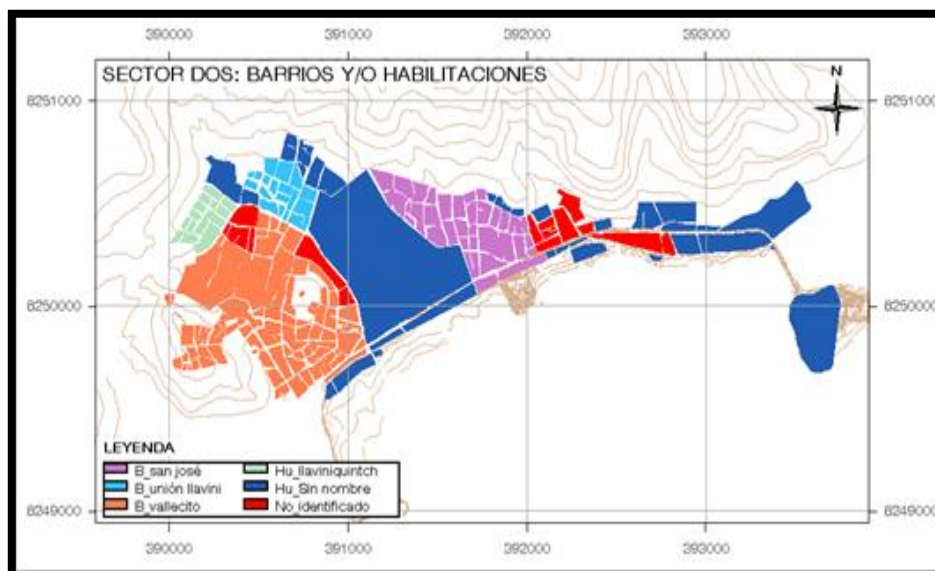 390000 391000 392000 393000
SECTOR DOS: BARRIOS Y/O HABILITACIONES
N
8251000 8251000
8250000 8250000
LEYENDA
B_san josé Hu_llaviniquintch
B_unión llavini Hu_Sin nombre
B_vallecito No_identificado
8249000 8249000
390000 391000 392000 393000